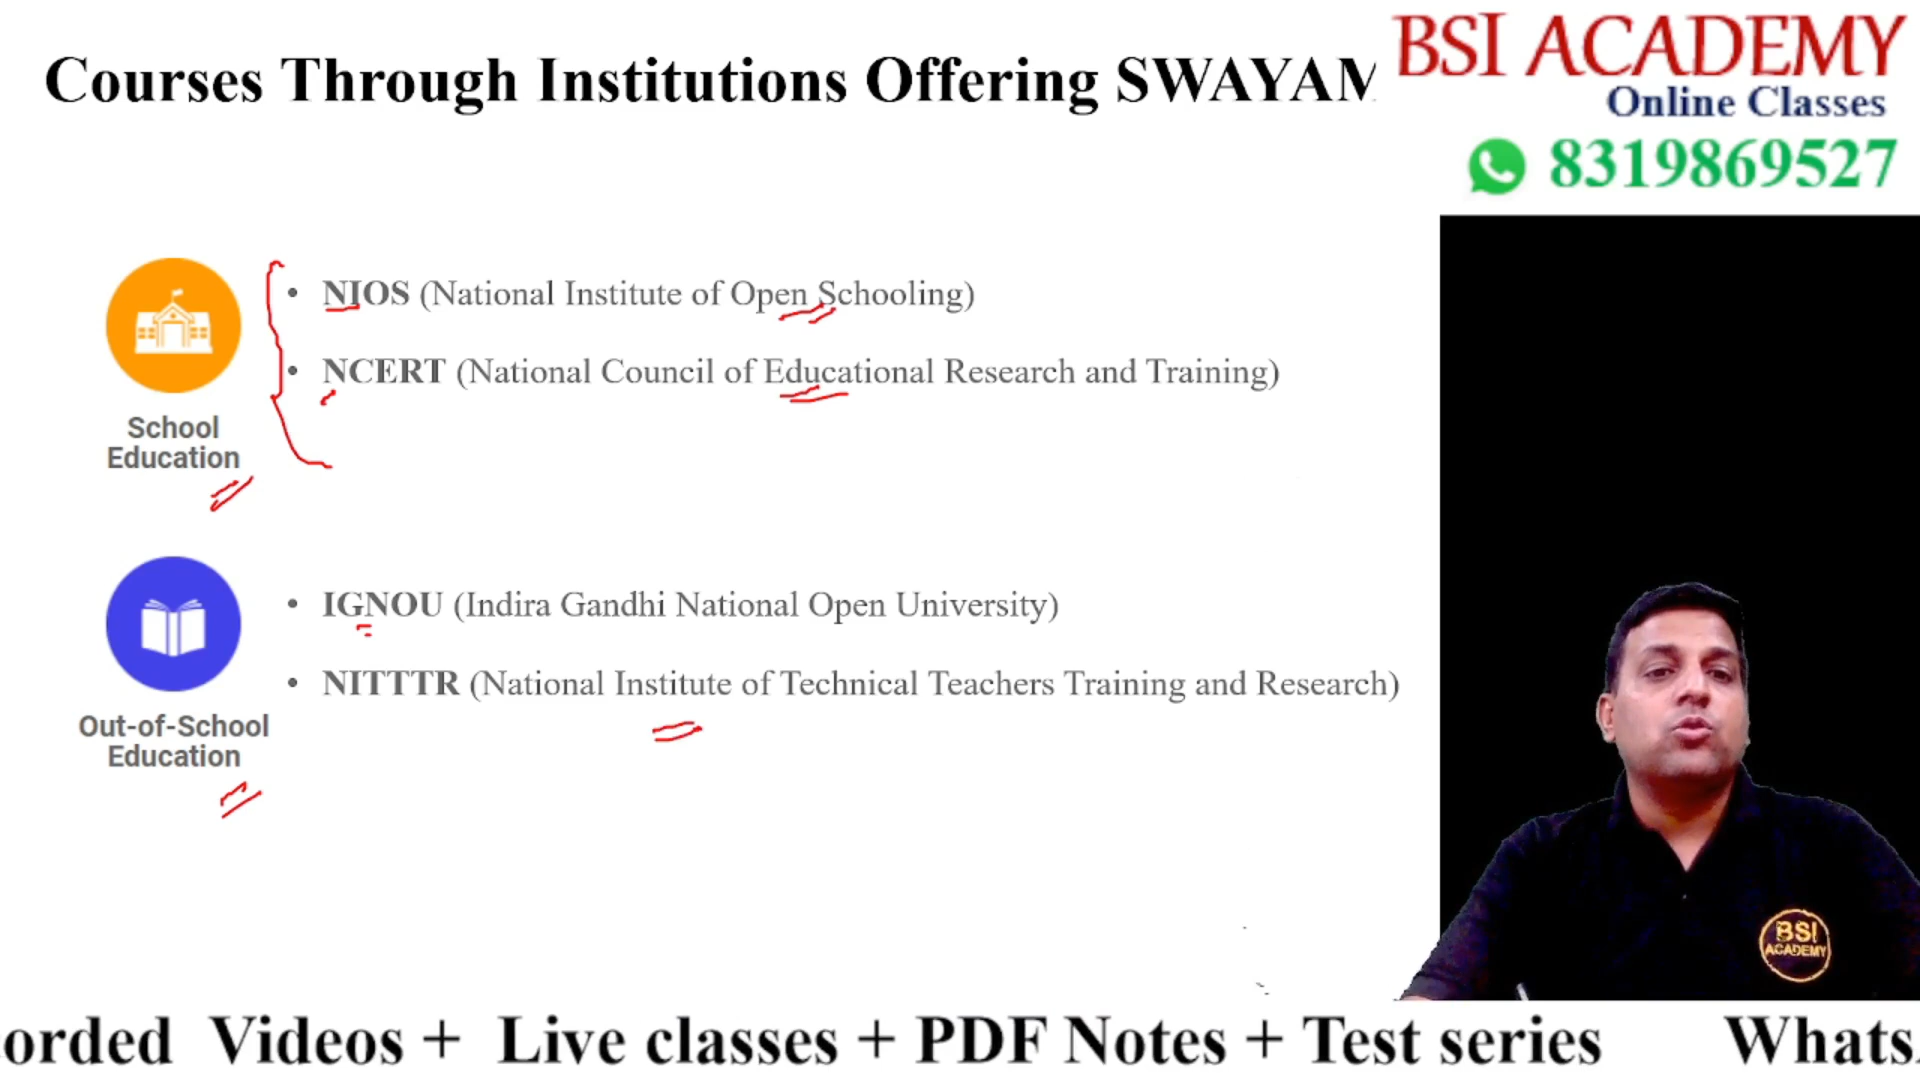 Courses Through Institutions Offering SWAYAM
BSI ACADEMY
Online Classes
8319869527
• NIOS (National Institute of Open Schooling)
• NCERT (National Council of Educational Research and Training)
School
Education
• IGNOU (Indira Gandhi National Open University)
• NITTTR (National Institute of Technical Teachers Training and Research)
Out-of-School
Education
BSI
ACADEMY
orded Videos + Live classes + PDF Notes + Test series Whats